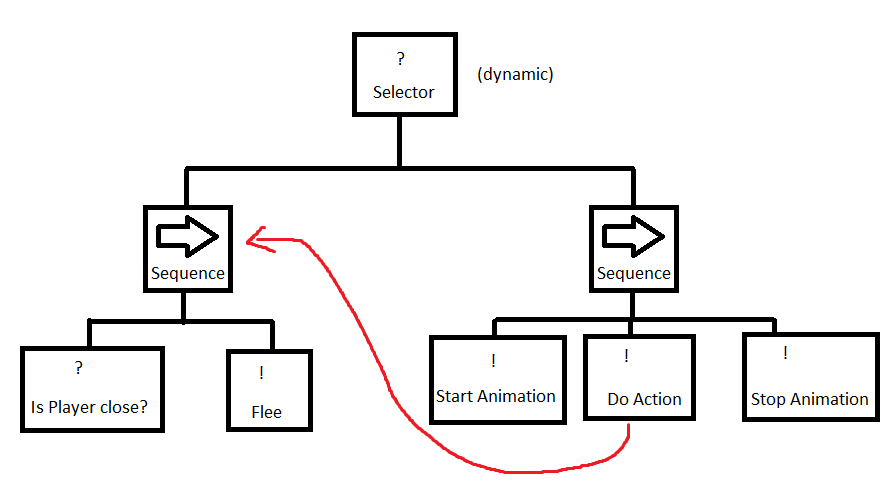 ?
Selector
(dynamic)
Sequence
Sequence
?
Is Player close?
!
Flee
!
Start Animation
!
Do Action
!
Stop Animation